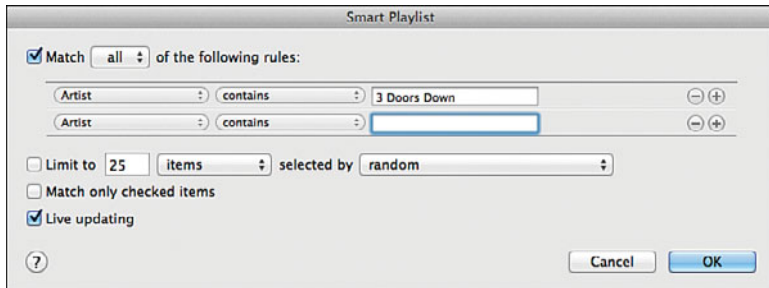 Smart Playlist
Match all of the following rules:
Artist contains 3 Doors Down
Artist contains
Limit to 25 items selected by random
Match only checked items
Live updating
? Cancel OK